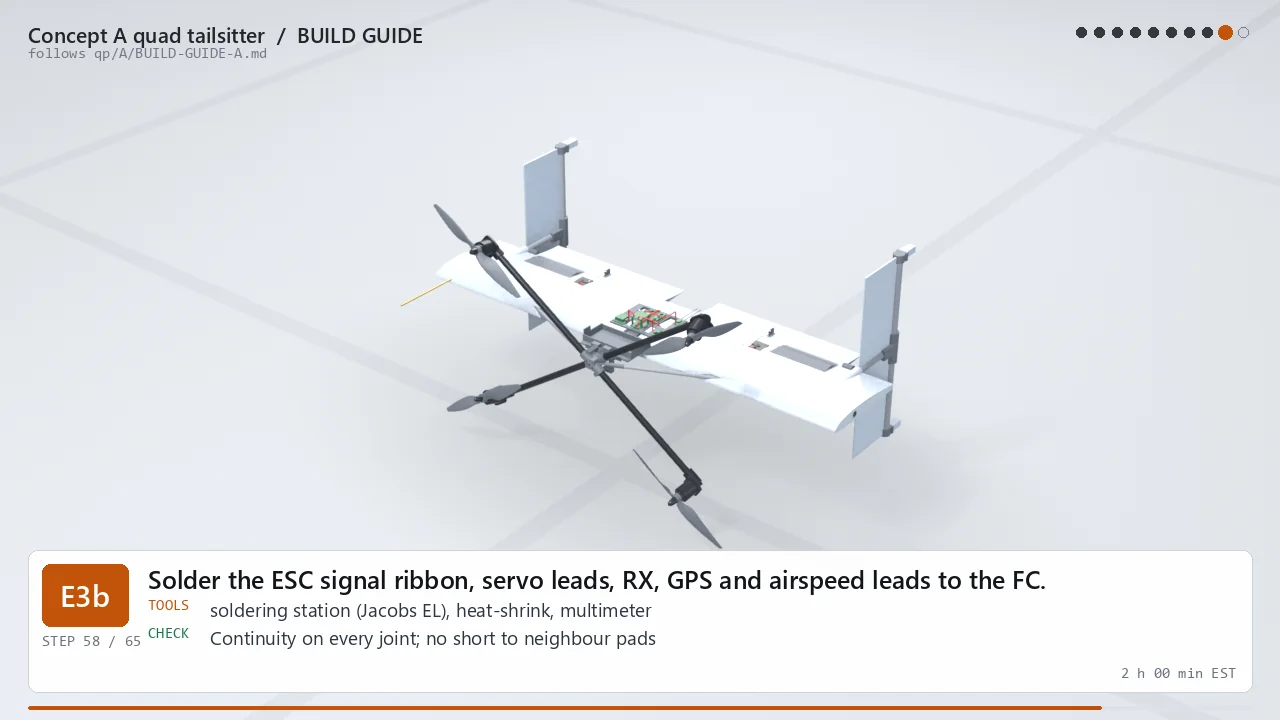 Concept A quad tailsitter / BUILD GUIDE
follows qp/A/BUILD-GUIDE-A.md
E3b
STEP 58 / 65
Solder the ESC signal ribbon, servo leads, RX, GPS and airspeed leads to the FC.
TOOLS soldering station (Jacobs EL), heat-shrink, multimeter
CHECK Continuity on every joint; no short to neighbour pads
2 h 00 min EST